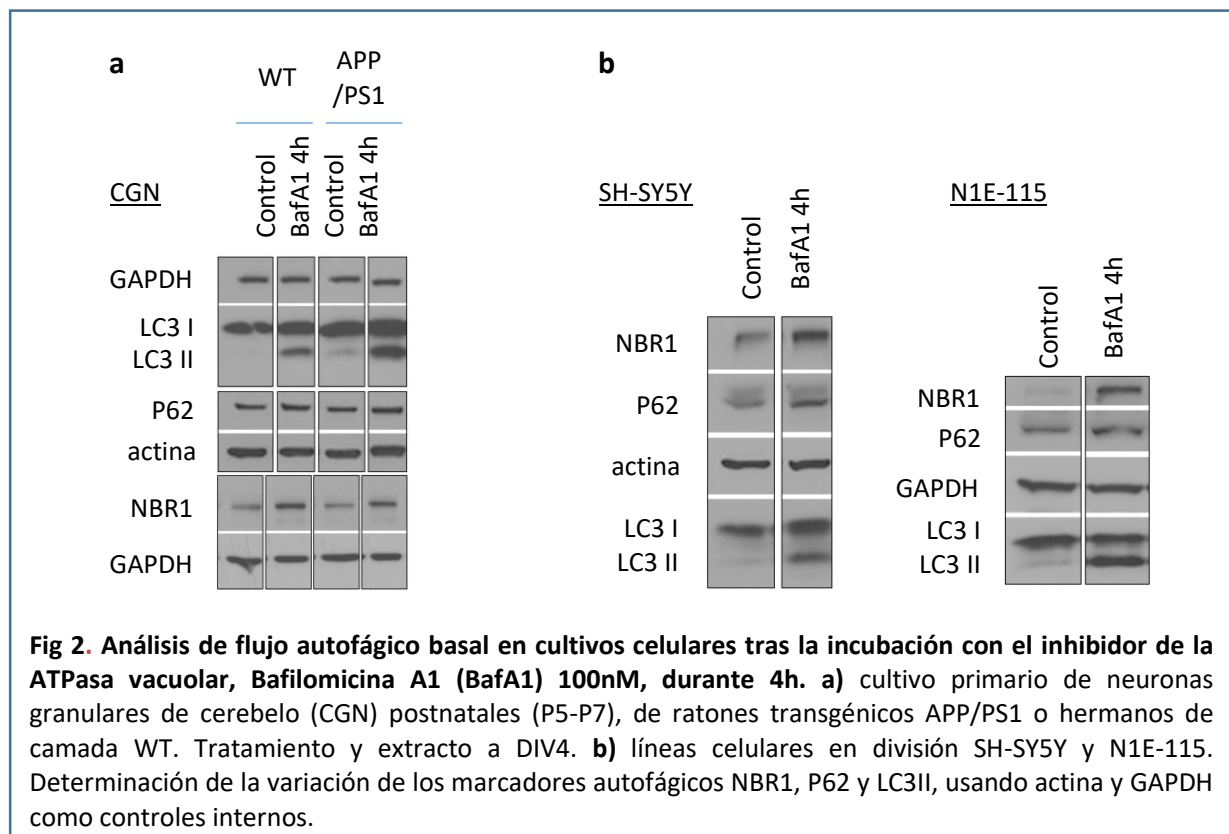 a
WT
APP
/PS1
CGN
Control
BafA1 4h
Control
BafA1 4h
GAPDH
LC3 I
LC3 II
P62
actina
NBR1
GAPDH
b
SH-SY5Y
Control
BafA1 4h
NBR1
P62
actina
LC3 I
LC3 II
N1E-115
Control
BafA1 4h
NBR1
P62
GAPDH
LC3 I
LC3 II
Fig 2. Análisis de flujo autofágico basal en cultivos celulares tras la incubación con el inhibidor de la
ATPasa vacuolar, Bafilomicina A1 (BafA1) 100nM, durante 4h. a) cultivo primario de neuronas
granulares de cerebelo (CGN) postnatales (P5-P7), de ratones transgénicos APP/PS1 o hermanos de
camada WT. Tratamiento y extracto a DIV4. b) líneas celulares en división SH-SY5Y y N1E-115.
Determinación de la variación de los marcadores autofágicos NBR1, P62 y LC3II, usando actina y GAPDH
como controles internos.